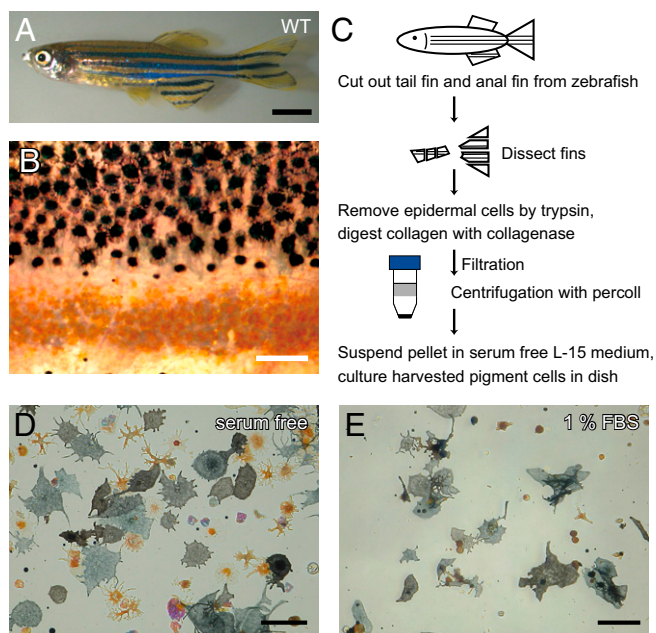 A
WT
B
C
Cut out tail fin and anal fin from zebrafish
Dissect fins
Remove epidermal cells by trypsin,
digest collagen with collagenase
Filtration
Centrifugation with percoll
Suspend pellet in serum free L-15 medium,
culture harvested pigment cells in dish
D
serum free
E
1 % FBS